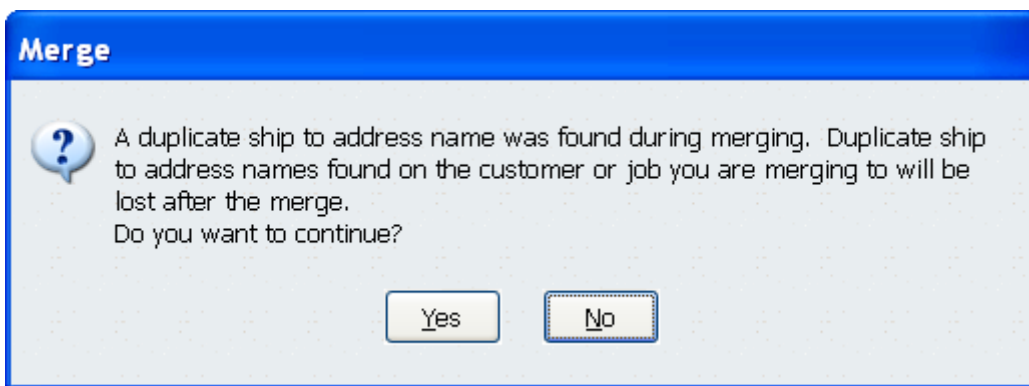 Merge
A duplicate ship to address name was found during merging.  Duplicate ship
to address names found on the customer or job you are merging to will be
lost after the merge.
Do you want to continue?
Yes
No